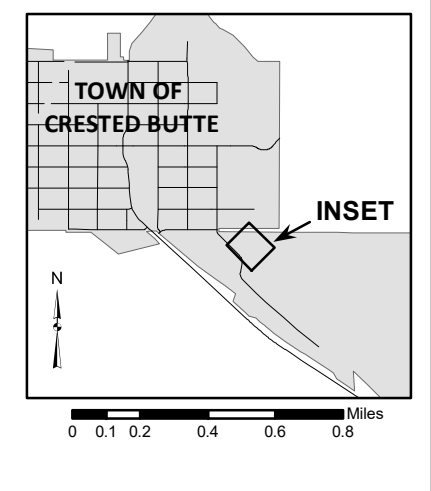 TOWN OF
CRESTED BUTTE
INSET
N
Miles
0 0.1 0.2 0.4 0.6 0.8